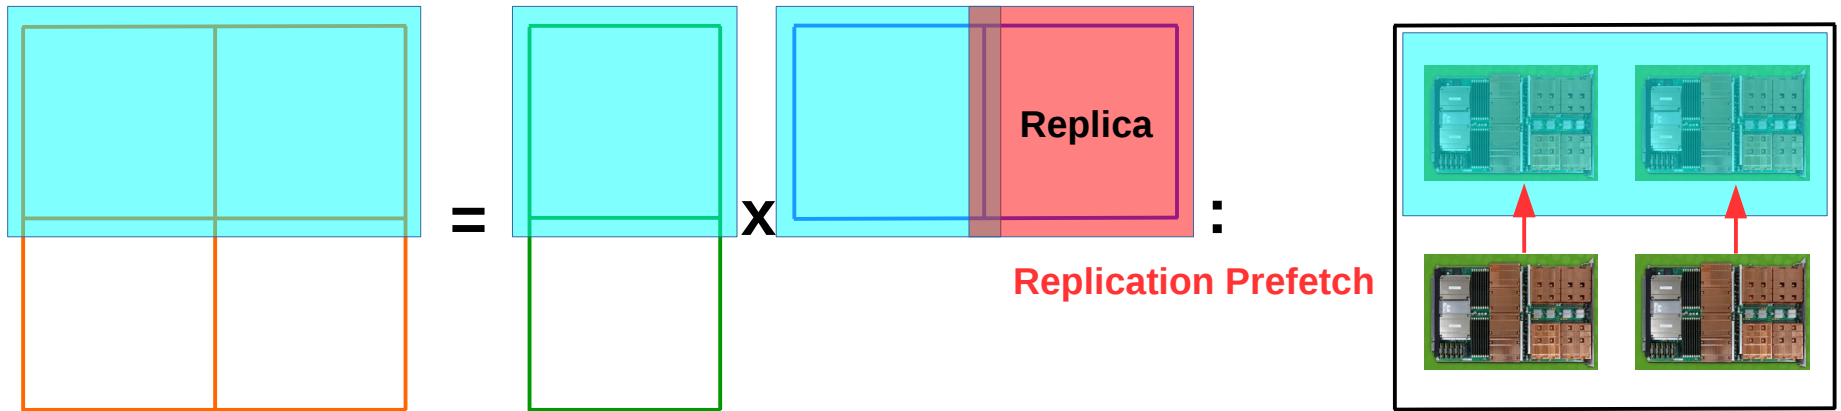 = x Replica :
Replication Prefetch